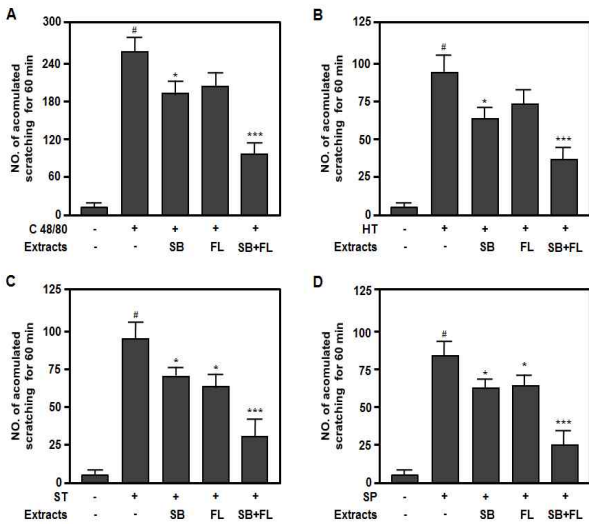 A
NO. of acomulated
scratching for 60 min
300
240
180
120
60
0
#
*
***
C 48/80 - + + + +
Extracts - - SB FL SB+FL
B
NO. of acomulated
scratching for 60 min
125
100
75
50
25
0
#
*
***
HT - + + + +
Extracts - - SB FL SB+FL
C
NO. of acomulated
scratching for 60 min
125
100
75
50
25
0
#
* *
***
ST - + + + +
Extracts - - SB FL SB+FL
D
NO. of acomulated
scratching for 60 min
125
100
75
50
25
0
#
* *
***
SP - + + + +
Extracts - - SB FL SB+FL